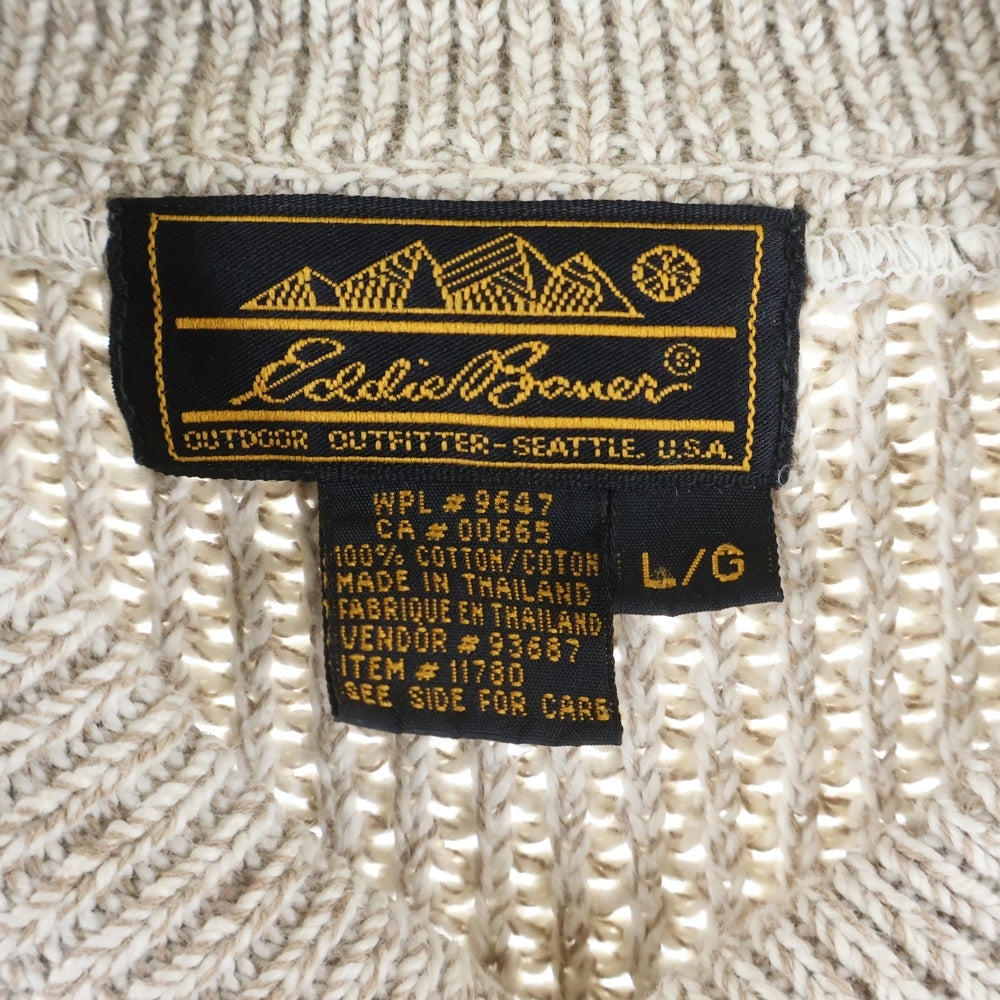 Eddie Bauer®
OUTDOOR OUTFITTER-SEATTLE, U.S.A.
WPL # 9647
CA # 00665
100% COTTON/COTON
MADE IN THAILAND
FABRIQUE EN THAILAND
VENDOR # 93687
ITEM # 11780
SEE SIDE FOR CARE
L/G